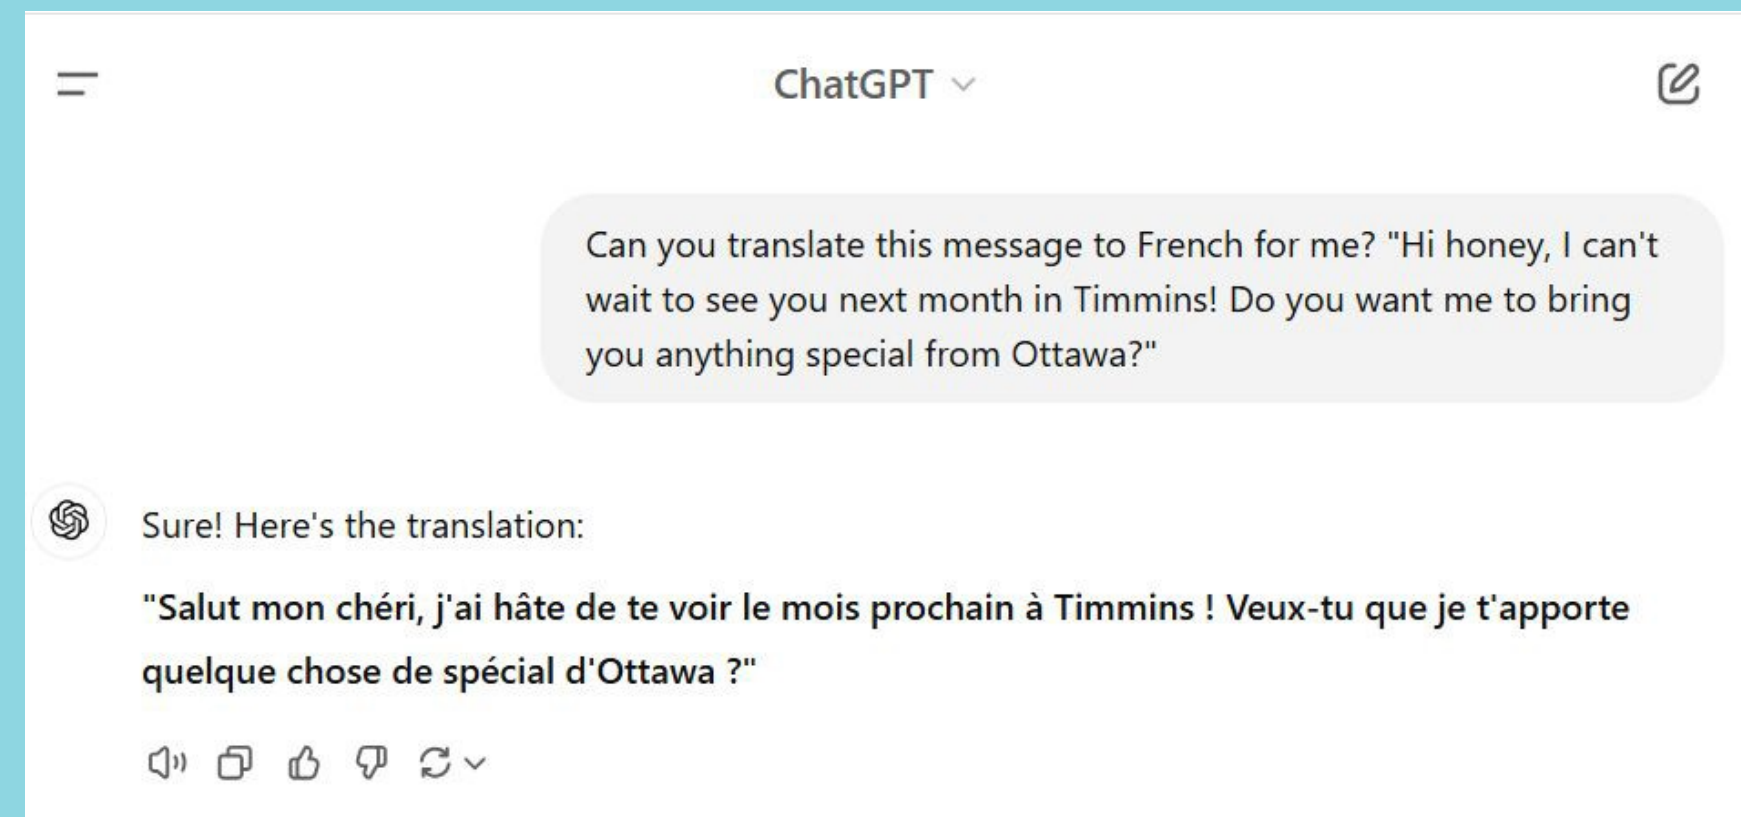 ChatGPT
Can you translate this message to French for me? "Hi honey, I can't
wait to see you next month in Timmins! Do you want me to bring
you anything special from Ottawa?"
Sure! Here's the translation:
"Salut mon chéri, j'ai hâte de te voir le mois prochain à Timmins ! Veux-tu que je t'apporte
quelque chose de spécial d'Ottawa ?"